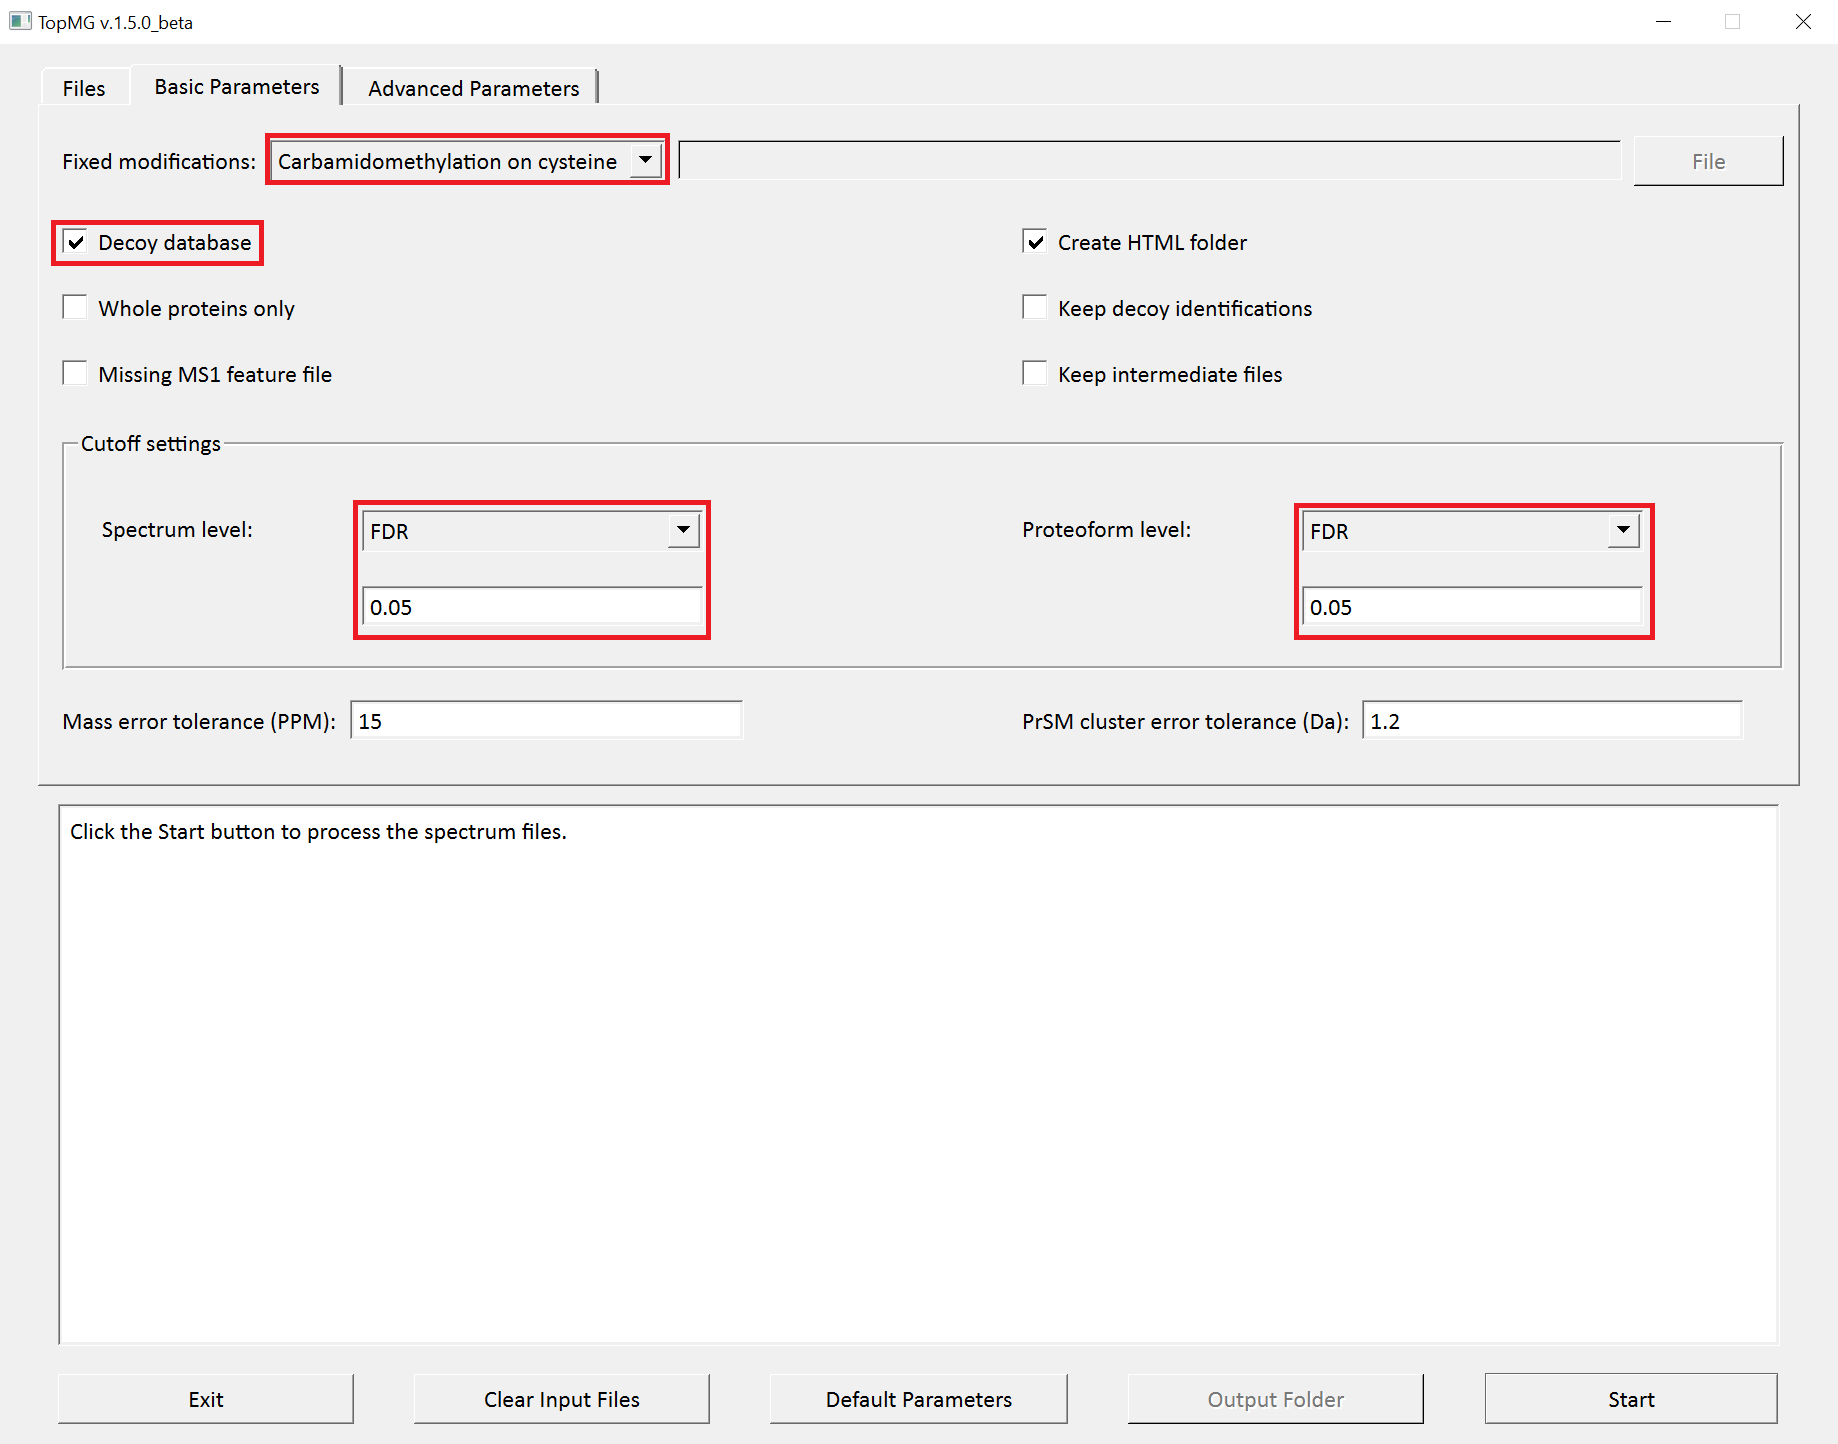 TopMG v.1.5.0_beta
Files Basic Parameters Advanced Parameters
Fixed modifications: Carbamidomethylation on cysteine File
Decoy database Create HTML folder
Whole proteins only Keep decoy identifications
Missing MS1 feature file Keep intermediate files
Cutoff settings
Spectrum level: FDR Proteoform level: FDR
0.05 0.05
Mass error tolerance (PPM): 15 PrSM cluster error tolerance (Da): 1.2
Click the Start button to process the spectrum files.
Exit Clear Input Files Default Parameters Output Folder Start